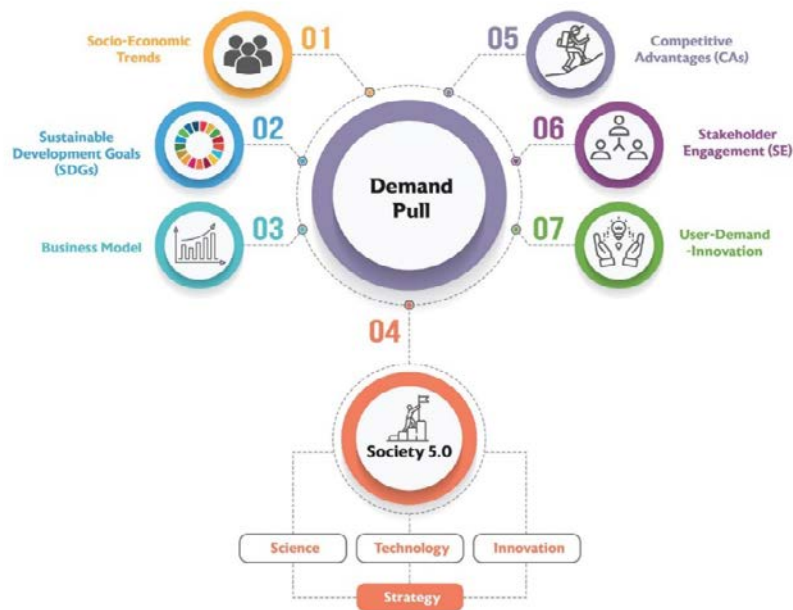 Socio-Economic
Trends
01
Sustainable
Development Goals
(SDGs)
02
Business Model
03
Demand
Pull
05
Competitive
Advantages (CAs)
06
Stakeholder
Engagement (SE)
07
User-Demand
-Innovation
04
Society 5.0
Science
Technology
Innovation
Strategy